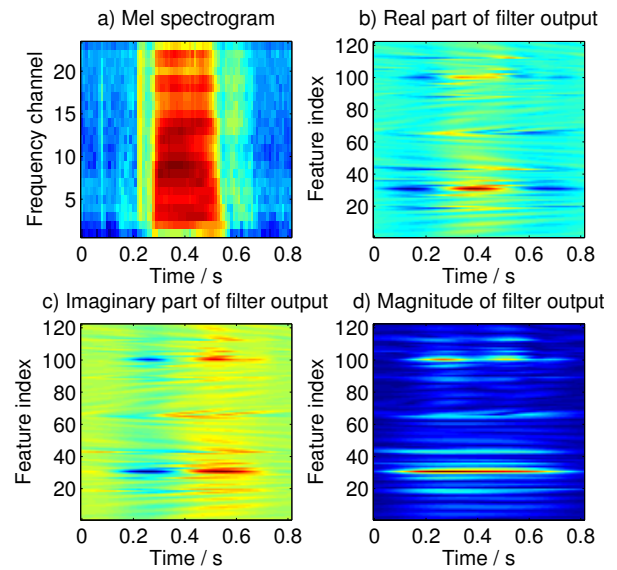 a) Mel spectrogram
Frequency channel
20
15
10
5
0 0.2 0.4 0.6 0.8
Time / s
b) Real part of filter output
Feature index
120
100
80
60
40
20
0 0.2 0.4 0.6 0.8
Time / s
c) Imaginary part of filter output
Feature index
120
100
80
60
40
20
0 0.2 0.4 0.6 0.8
Time / s
d) Magnitude of filter output
Feature index
120
100
80
60
40
20
0 0.2 0.4 0.6 0.8
Time / s